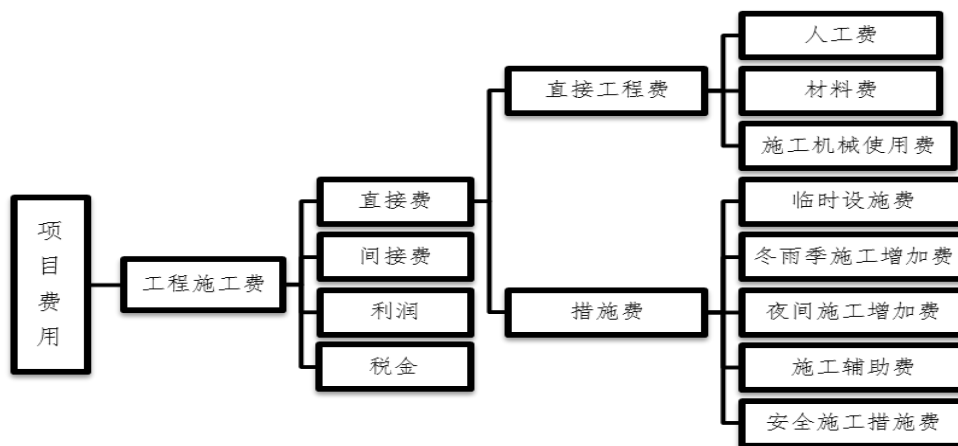 项目费用
工程施工费
直接费
间接费
利润
税金
直接工程费
措施费
人工费
材料费
施工机械使用费
临时设施费
冬雨季施工增加费
夜间施工增加费
施工辅助费
安全施工措施费